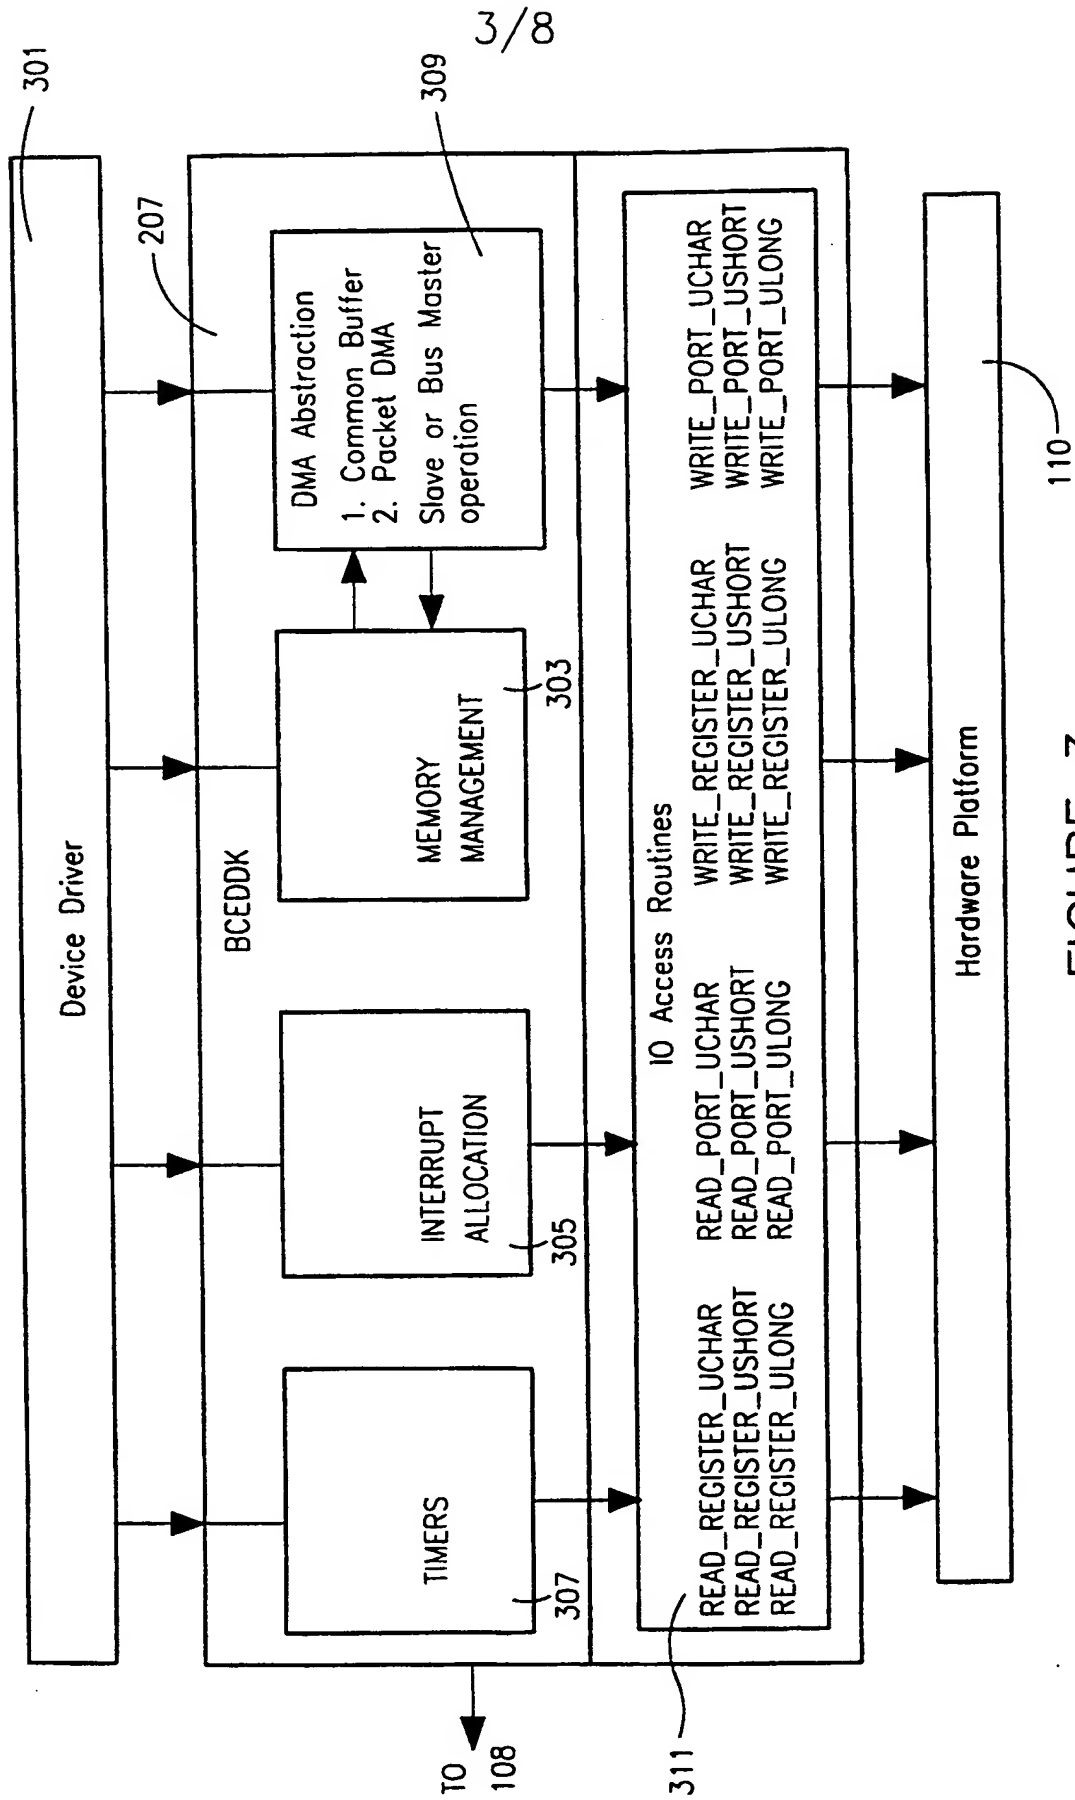 3/8
301
Device Driver
207
BCEDDK
TIMERS
307
INTERRUPT
ALLOCATION
305
MEMORY
MANAGEMENT
303
DMA Abstraction
1. Common Buffer
2. Packet DMA
Slave or Bus Master
operation
309
TO
108
IO Access Routines
READ_REGISTER_UCHAR
READ_REGISTER_USHORT
READ_REGISTER_ULONG
READ_PORT_UCHAR
READ_PORT_USHORT
READ_PORT_ULONG
WRITE_REGISTER_UCHAR
WRITE_REGISTER_USHORT
WRITE_REGISTER_ULONG
WRITE_PORT_UCHAR
WRITE_PORT_USHORT
WRITE_PORT_ULONG
311
Hardware Platform
110
FIGURE 3